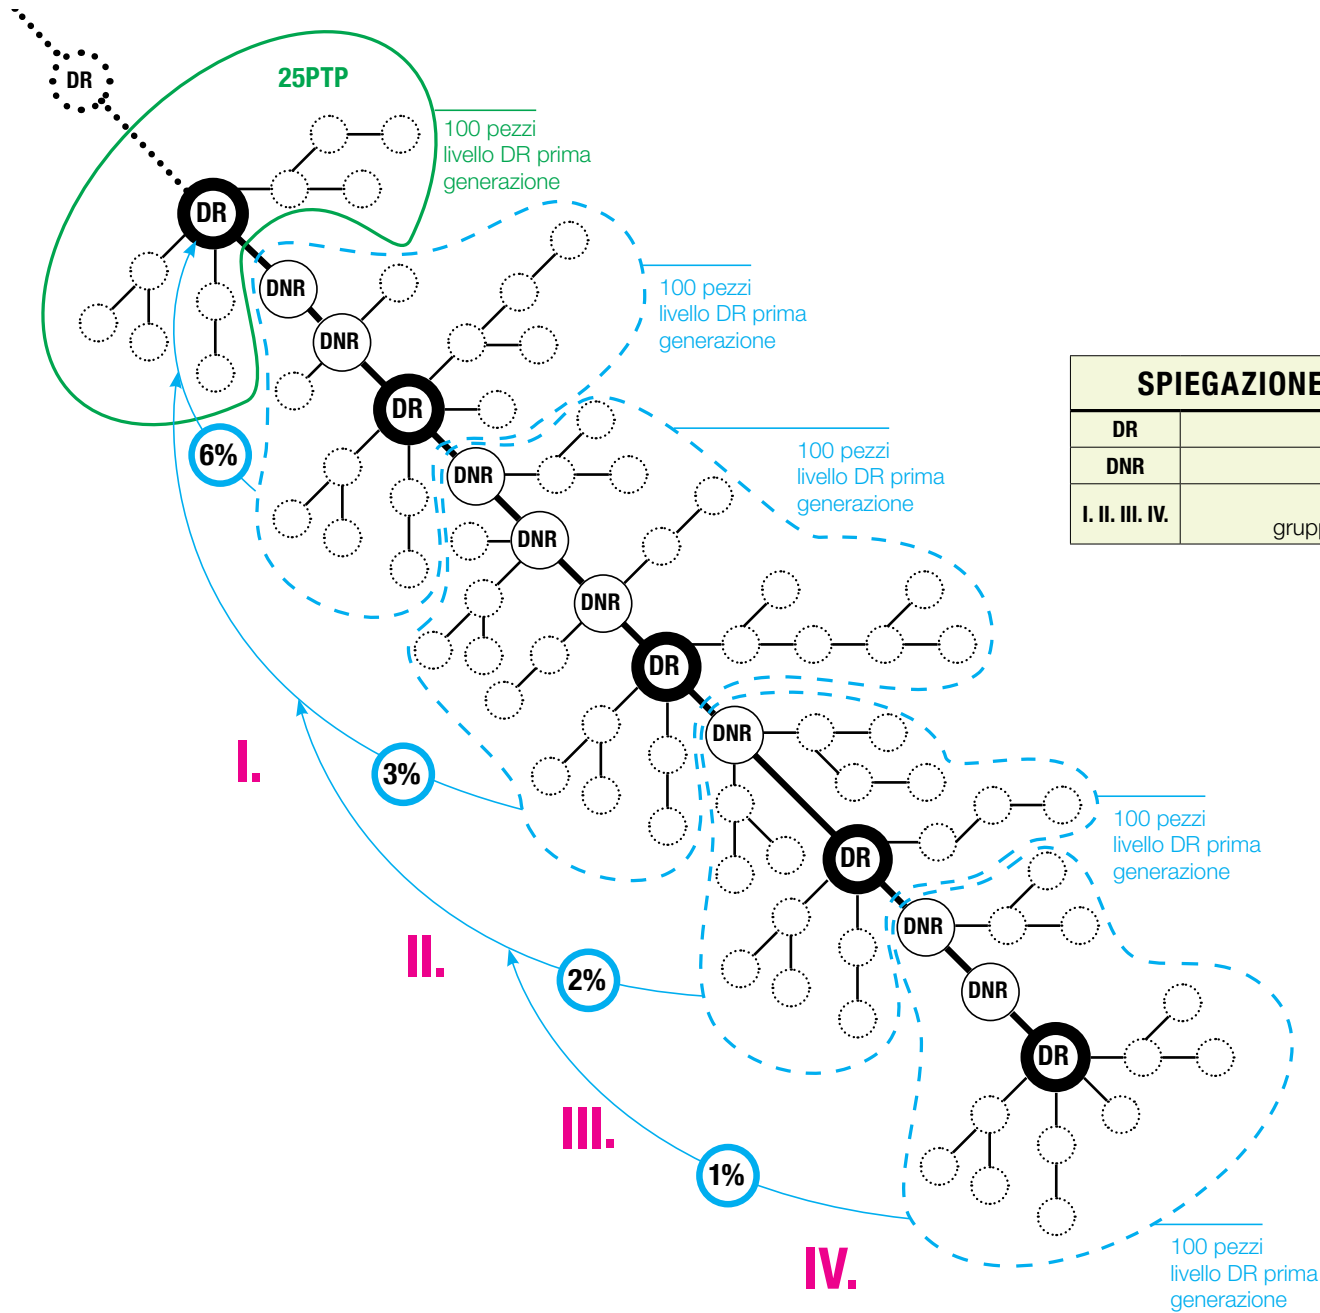 25PTP
DR
100 pezzi
livello DR prima
generazione
DR
DNR
100 pezzi
livello DR prima
generazione
DNR
DR
SPIEGAZIONE
DR
DNR
I. II. III. IV.
grupp
6%
100 pezzi
livello DR prima
generazione
DNR
DNR
DNR
DR
DNR
I.
3%
100 pezzi
livello DR prima
generazione
DR
DNR
II.
2%
DNR
DR
III.
1%
100 pezzi
livello DR prima
generazione
IV.